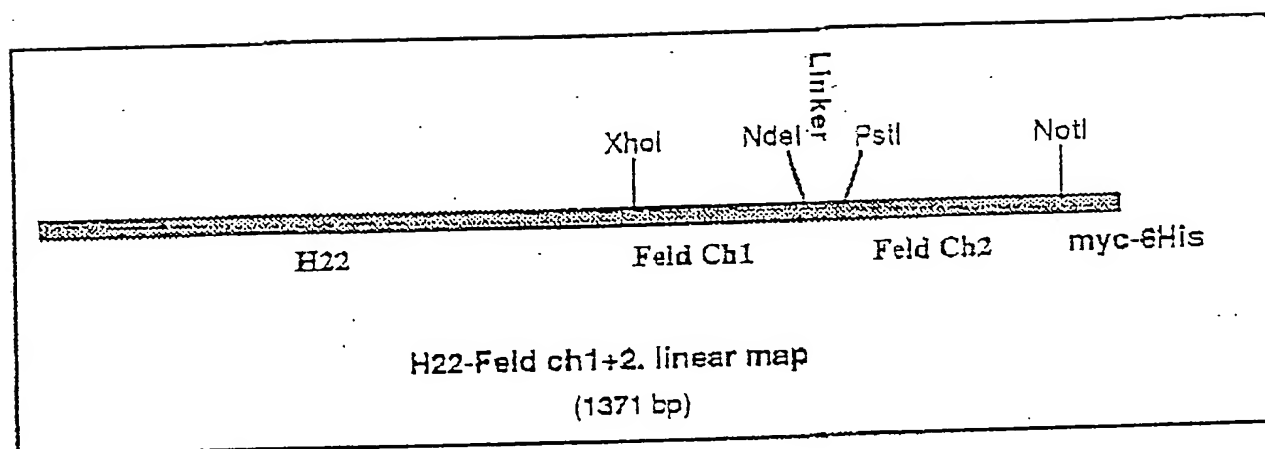 Linker
XhoI NdeI PsiI NotI
H22 Feld Ch1 Feld Ch2 myc-6His
H22-Feld ch1+2. linear map
(1371 bp)